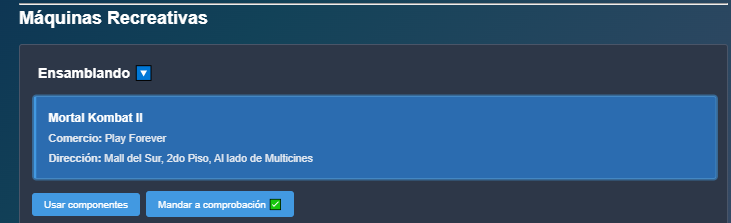 Máquinas Recreativas
Ensamblando 🔽
Mortal Kombat II
Comercio: Play Forever
Dirección: Mall del Sur, 2do Piso, Al lado de Multicines
Usar componentes
Mandar a comprobación ✅